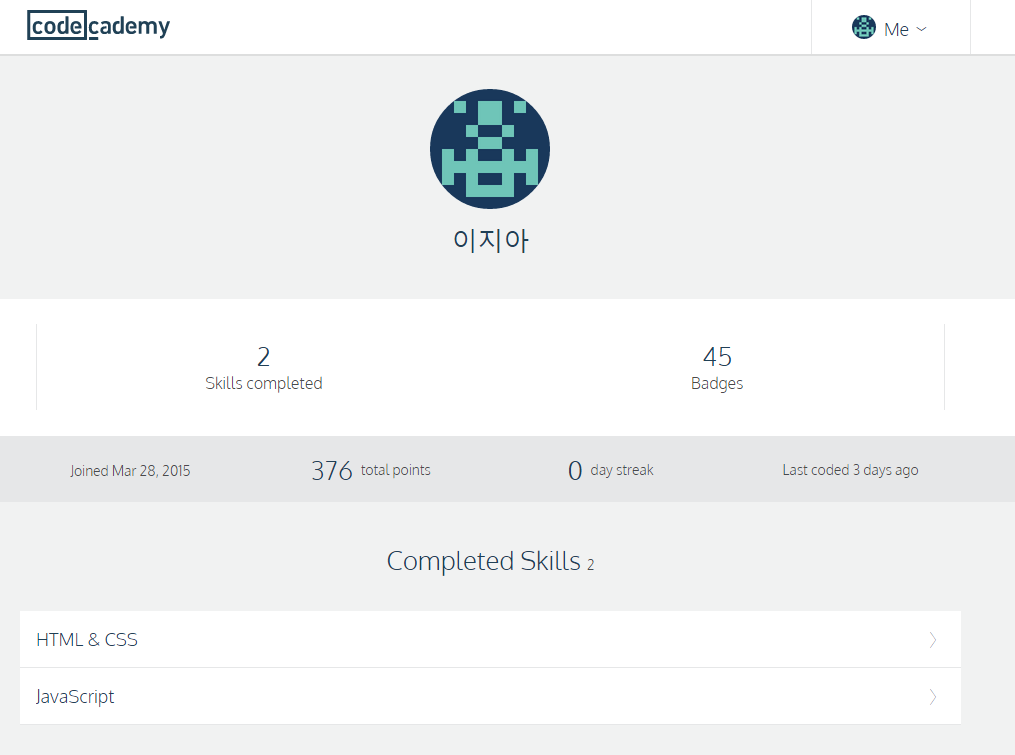 codecademy
Me
이지아
2
Skills completed
45
Badges
Joined Mar 28, 2015
376 total points
0 day streak
Last coded 3 days ago
Completed Skills 2
HTML & CSS
JavaScript